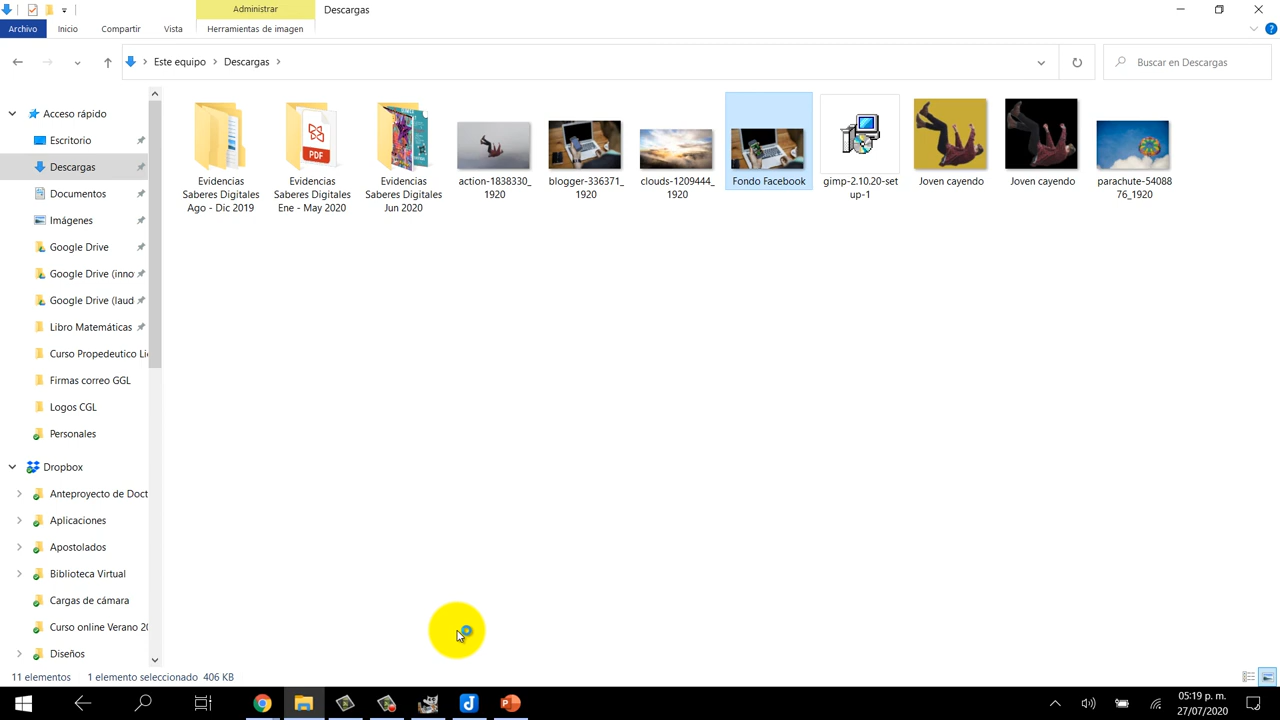 Administrar
Descargas
Archivo
Inicio
Compartir
Vista
Herramientas de imagen
Este equipo
Descargas
Buscar en Descargas
Acceso rápido
Escritorio
Descargas
Documentos
Imágenes
Google Drive
Google Drive (inno
Google Drive (laud
Libro Matemáticas
Curso Propedeutico Li
Firmas correo GGL
Logos CGL
Personales
Dropbox
Anteproyecto de Doct
Aplicaciones
Apostolados
Biblioteca Virtual
Cargas de cámara
Curso online Verano 20
Diseños
Evidencias
Saberes Digitales
Ago - Dic 2019
PDF
Evidencias
Saberes Digitales
Ene - May 2020
Evidencias
Saberes Digitales
Jun 2020
action-1838330_
1920
blogger-336371_
1920
clouds-1209444_
1920
Fondo Facebook
gimp-2.10.20-set
up-1
Joven cayendo
Joven cayendo
parachute-54088
76_1920
11 elementos
1 elemento seleccionado 406 KB
05:19 p. m.
27/07/2020